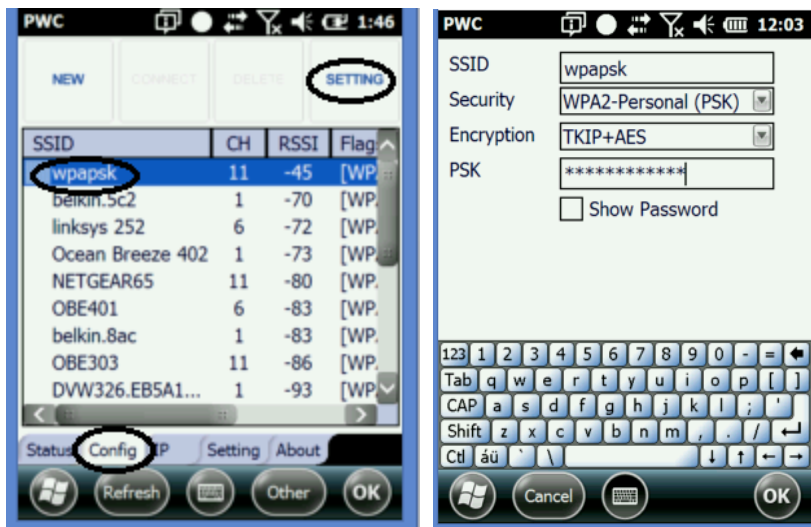 PWC 1:46
NEW CONNECT DELETE SETTING
SSID CH RSSI Flag
wpapsk 11 -45 [WP
belkin.5c2 1 -70 [WP
linksys 252 6 -72 [WP
Ocean Breeze 402 1 -73 [WP
NETGEAR65 11 -80 [WP
OBE401 6 -83 [WP
belkin.8ac 1 -83 [WP
OBE303 11 -86 [WP
DVW326.EB5A1... 1 -93 [WP
Status Config IP Setting About
Refresh Other OK
PWC 12:03
SSID wpapsk
Security WPA2-Personal (PSK)
Encryption TKIP+AES
PSK ************
Show Password
123 1 2 3 4 5 6 7 8 9 0 - =
Tab q w e r t y u i o p [ ]
CAP a s d f g h j k l ; '
Shift z x c v b n m , . /
Ctl áü ` \
Cancel OK